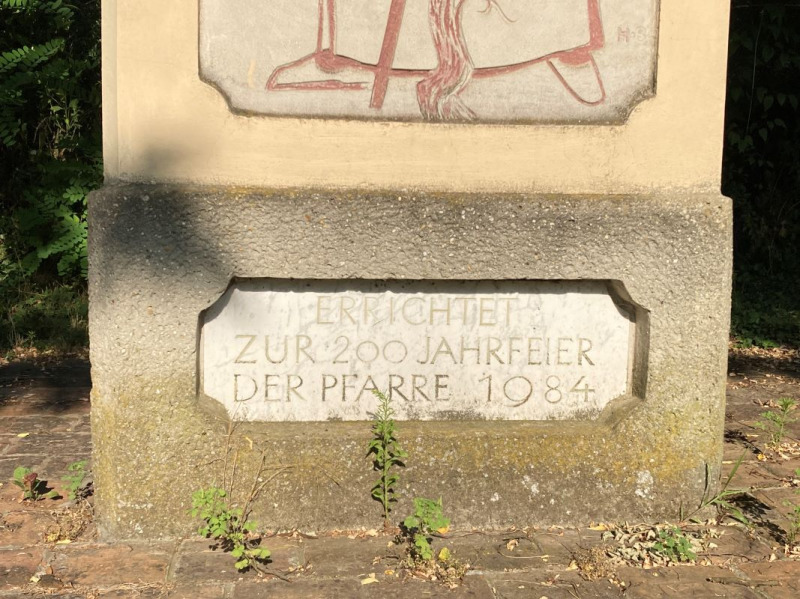 ERRICHTET
ZUR 200 JAHRFEIER
DER PFARRE 1984